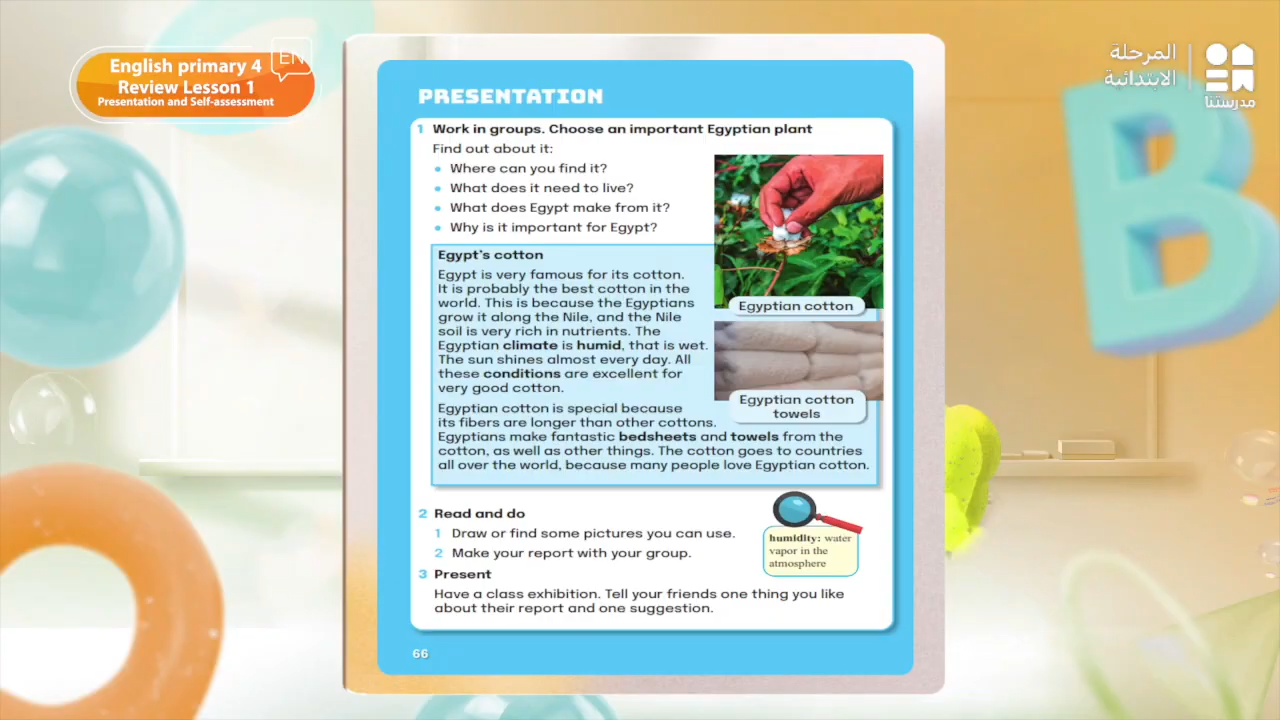 English primary 4
Review Lesson 1
Presentation and Self-assessment
EN
المرحلة
الابتدائية
مدرستنا
PRESENTATION
1 Work in groups. Choose an important Egyptian plant
Find out about it:
• Where can you find it?
• What does it need to live?
• What does Egypt make from it?
• Why is it important for Egypt?
Egypt's cotton
Egypt is very famous for its cotton.
It is probably the best cotton in the
world. This is because the Egyptians
grow it along the Nile, and the Nile
soil is very rich in nutrients. The
Egyptian climate is humid, that is wet.
The sun shines almost every day. All
these conditions are excellent for
very good cotton.
Egyptian cotton is special because
its fibers are longer than other cottons.
Egyptians make fantastic bedsheets and towels from the
cotton, as well as other things. The cotton goes to countries
all over the world, because many people love Egyptian cotton.
Egyptian cotton
Egyptian cotton
towels
2 Read and do
1 Draw or find some pictures you can use.
2 Make your report with your group.
humidity: water
vapor in the
atmosphere
3 Present
Have a class exhibition. Tell your friends one thing you like
about their report and one suggestion.
66
B